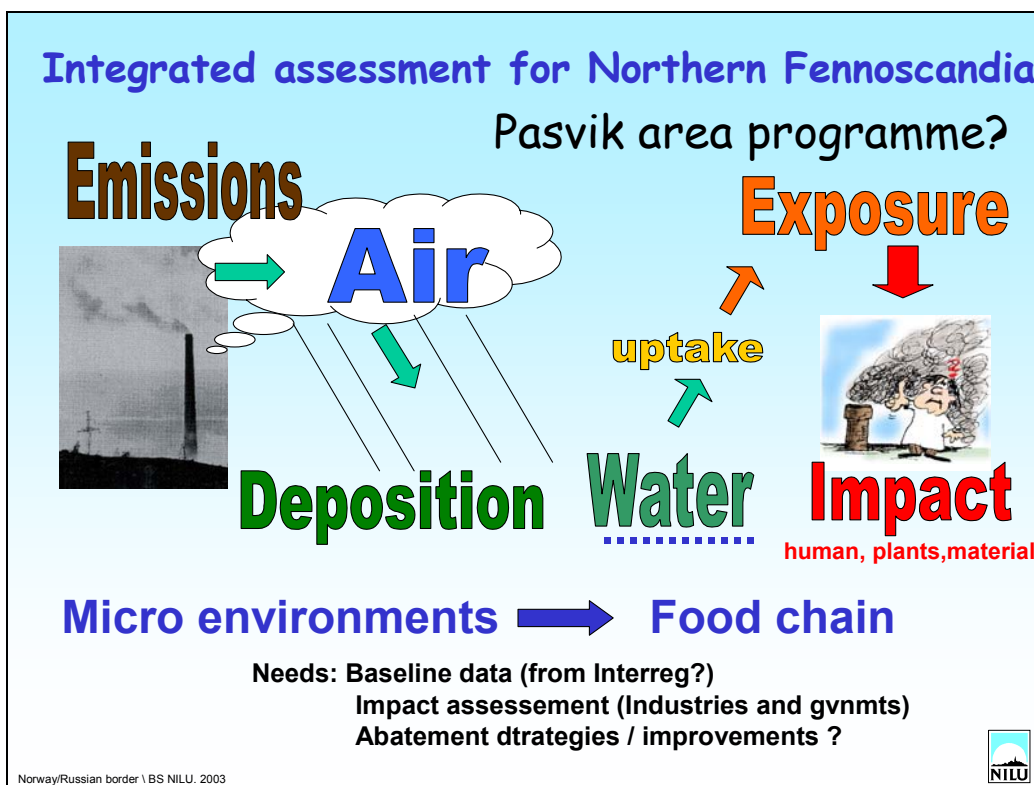 Integrated assessment for Northern Fennoscandia
Pasvik area programme?
Emissions
Air
Exposure
uptake
Deposition
Water
Impact
human, plants,material
Micro environments
Food chain
Needs: Baseline data (from Interreg?)
Impact assessement (Industries and gvnmts)
Abatement dtrategies / improvements ?
Norway/Russian border \ BS NILU. 2003
NILU